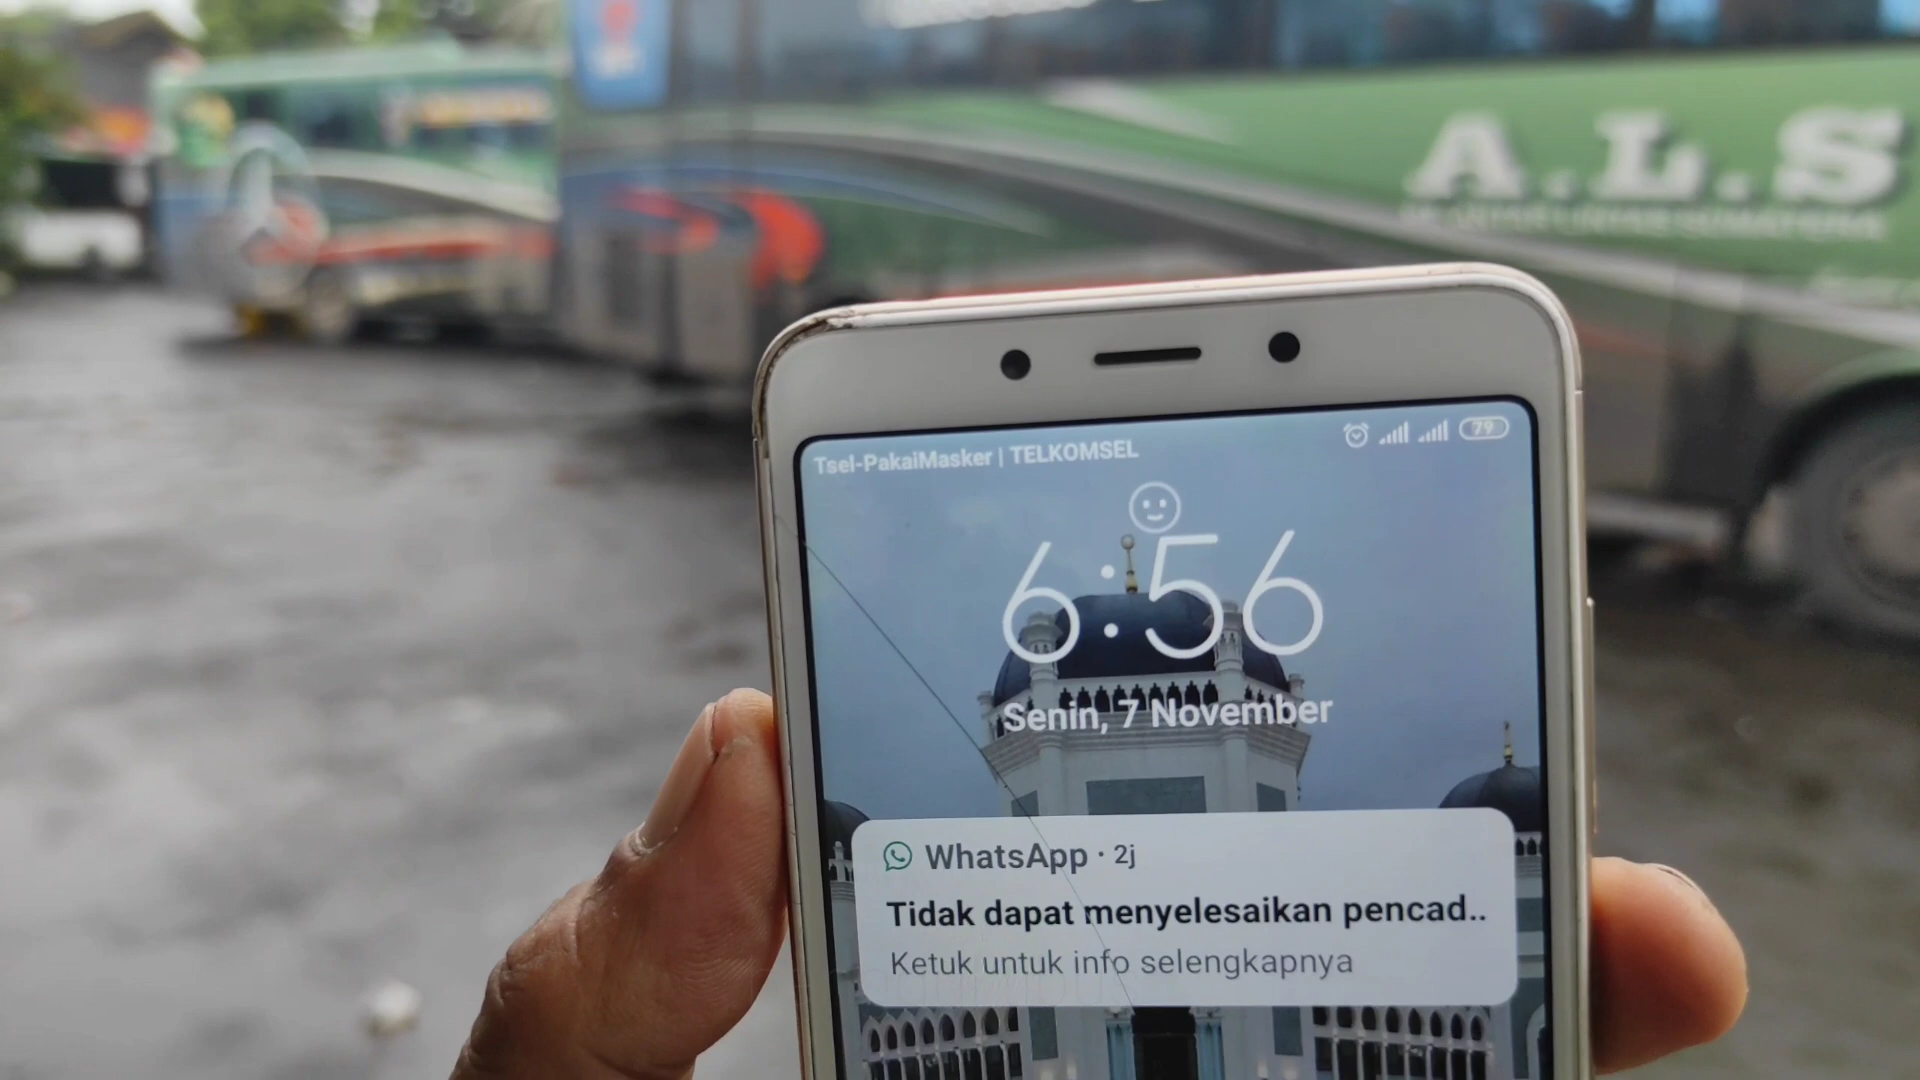 A.L.S
Tsel-PakaiMasker | TELKOMSEL
79
6:56
Senin, 7 November
WhatsApp · 2j
Tidak dapat menyelesaikan pencad..
Ketuk untuk info selengkapnya